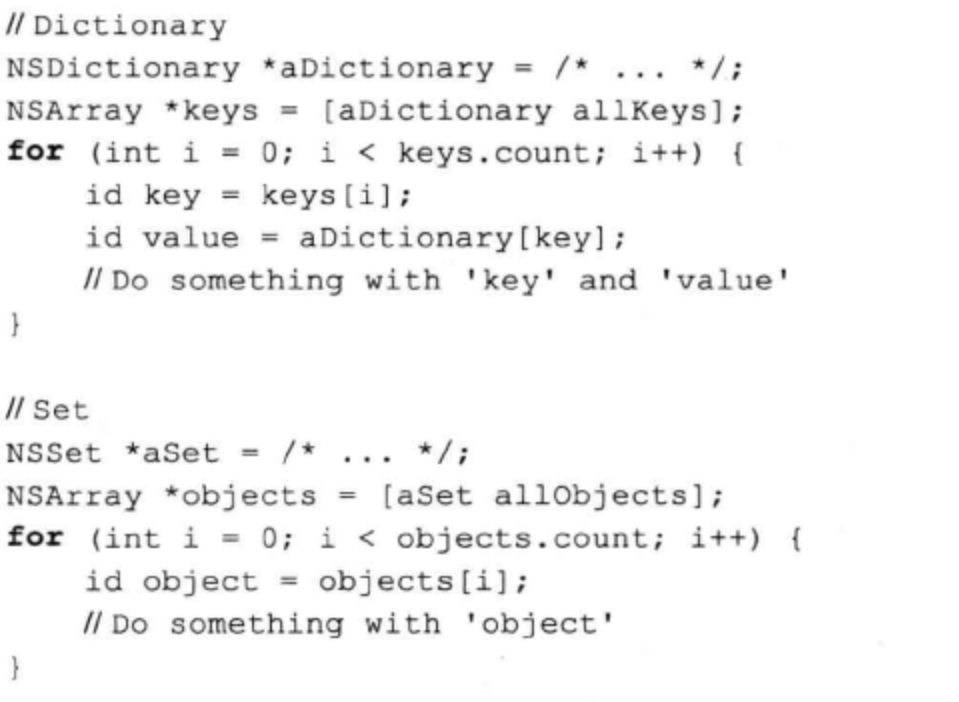 // Dictionary
NSDictionary *aDictionary = /* ... */;
NSArray *keys = [aDictionary allKeys];
for (int i = 0; i < keys.count; i++) {
    id key = keys[i];
    id value = aDictionary[key];
    // Do something with 'key' and 'value'
}

// Set
NSSet *aSet = /* ... */;
NSArray *objects = [aSet allObjects];
for (int i = 0; i < objects.count; i++) {
    id object = objects[i];
    // Do something with 'object'
}